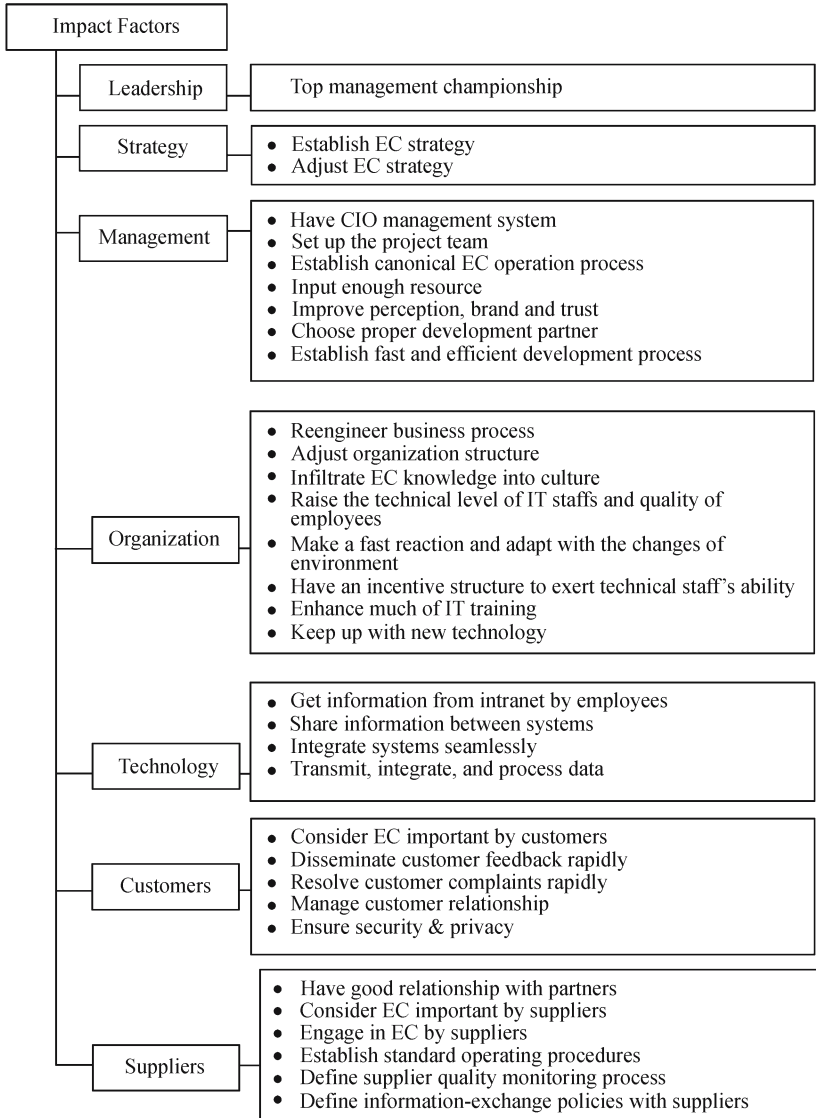 Impact Factors
Leadership
Top management championship
Strategy
• Establish EC strategy
• Adjust EC strategy
Management
• Have CIO management system
• Set up the project team
• Establish canonical EC operation process
• Input enough resource
• Improve perception, brand and trust
• Choose proper development partner
• Establish fast and efficient development process
Organization
• Reengineer business process
• Adjust organization structure
• Infiltrate EC knowledge into culture
• Raise the technical level of IT staffs and quality of
employees
• Make a fast reaction and adapt with the changes of
environment
• Have an incentive structure to exert technical staff's ability
• Enhance much of IT training
• Keep up with new technology
Technology
• Get information from intranet by employees
• Share information between systems
• Integrate systems seamlessly
• Transmit, integrate, and process data
Customers
• Consider EC important by customers
• Disseminate customer feedback rapidly
• Resolve customer complaints rapidly
• Manage customer relationship
• Ensure security & privacy
Suppliers
• Have good relationship with partners
• Consider EC important by suppliers
• Engage in EC by suppliers
• Establish standard operating procedures
• Define supplier quality monitoring process
• Define information-exchange policies with suppliers